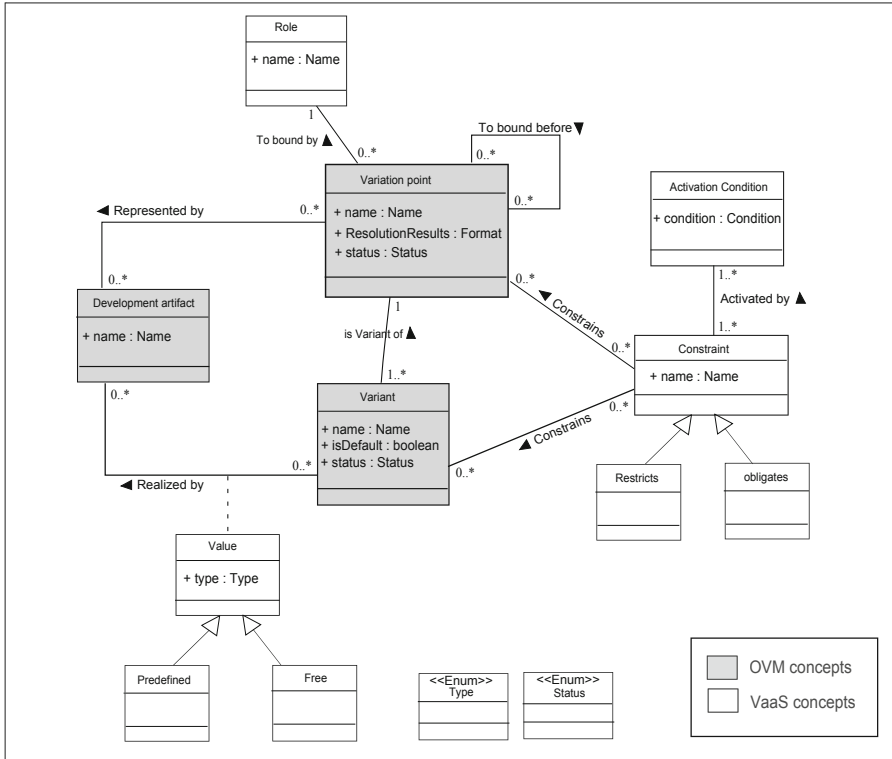 Role
+ name : Name
1
To bound by ▲
0..*
To bound before ▼
0..*
0..*
Variation point
+ name : Name
+ ResolutionResults : Format
+ status : Status
◄ Represented by
0..*
0..*
Activation Condition
+ condition : Condition
1..*
Activated by ▲
1..*
0..*
◄ Constrains
0..*
Development artifact
+ name : Name
0..*
1
is Variant of ▲
1..*
Constraint
+ name : Name
0..*
◄ Constrains
0..*
Variant
+ name : Name
+ isDefault : boolean
+ status : Status
0..*
◄ Realized by
Restricts
obligates
Value
+ type : Type
Predefined
Free
<<Enum>>
Type
<<Enum>>
Status
OVM concepts
VaaS concepts